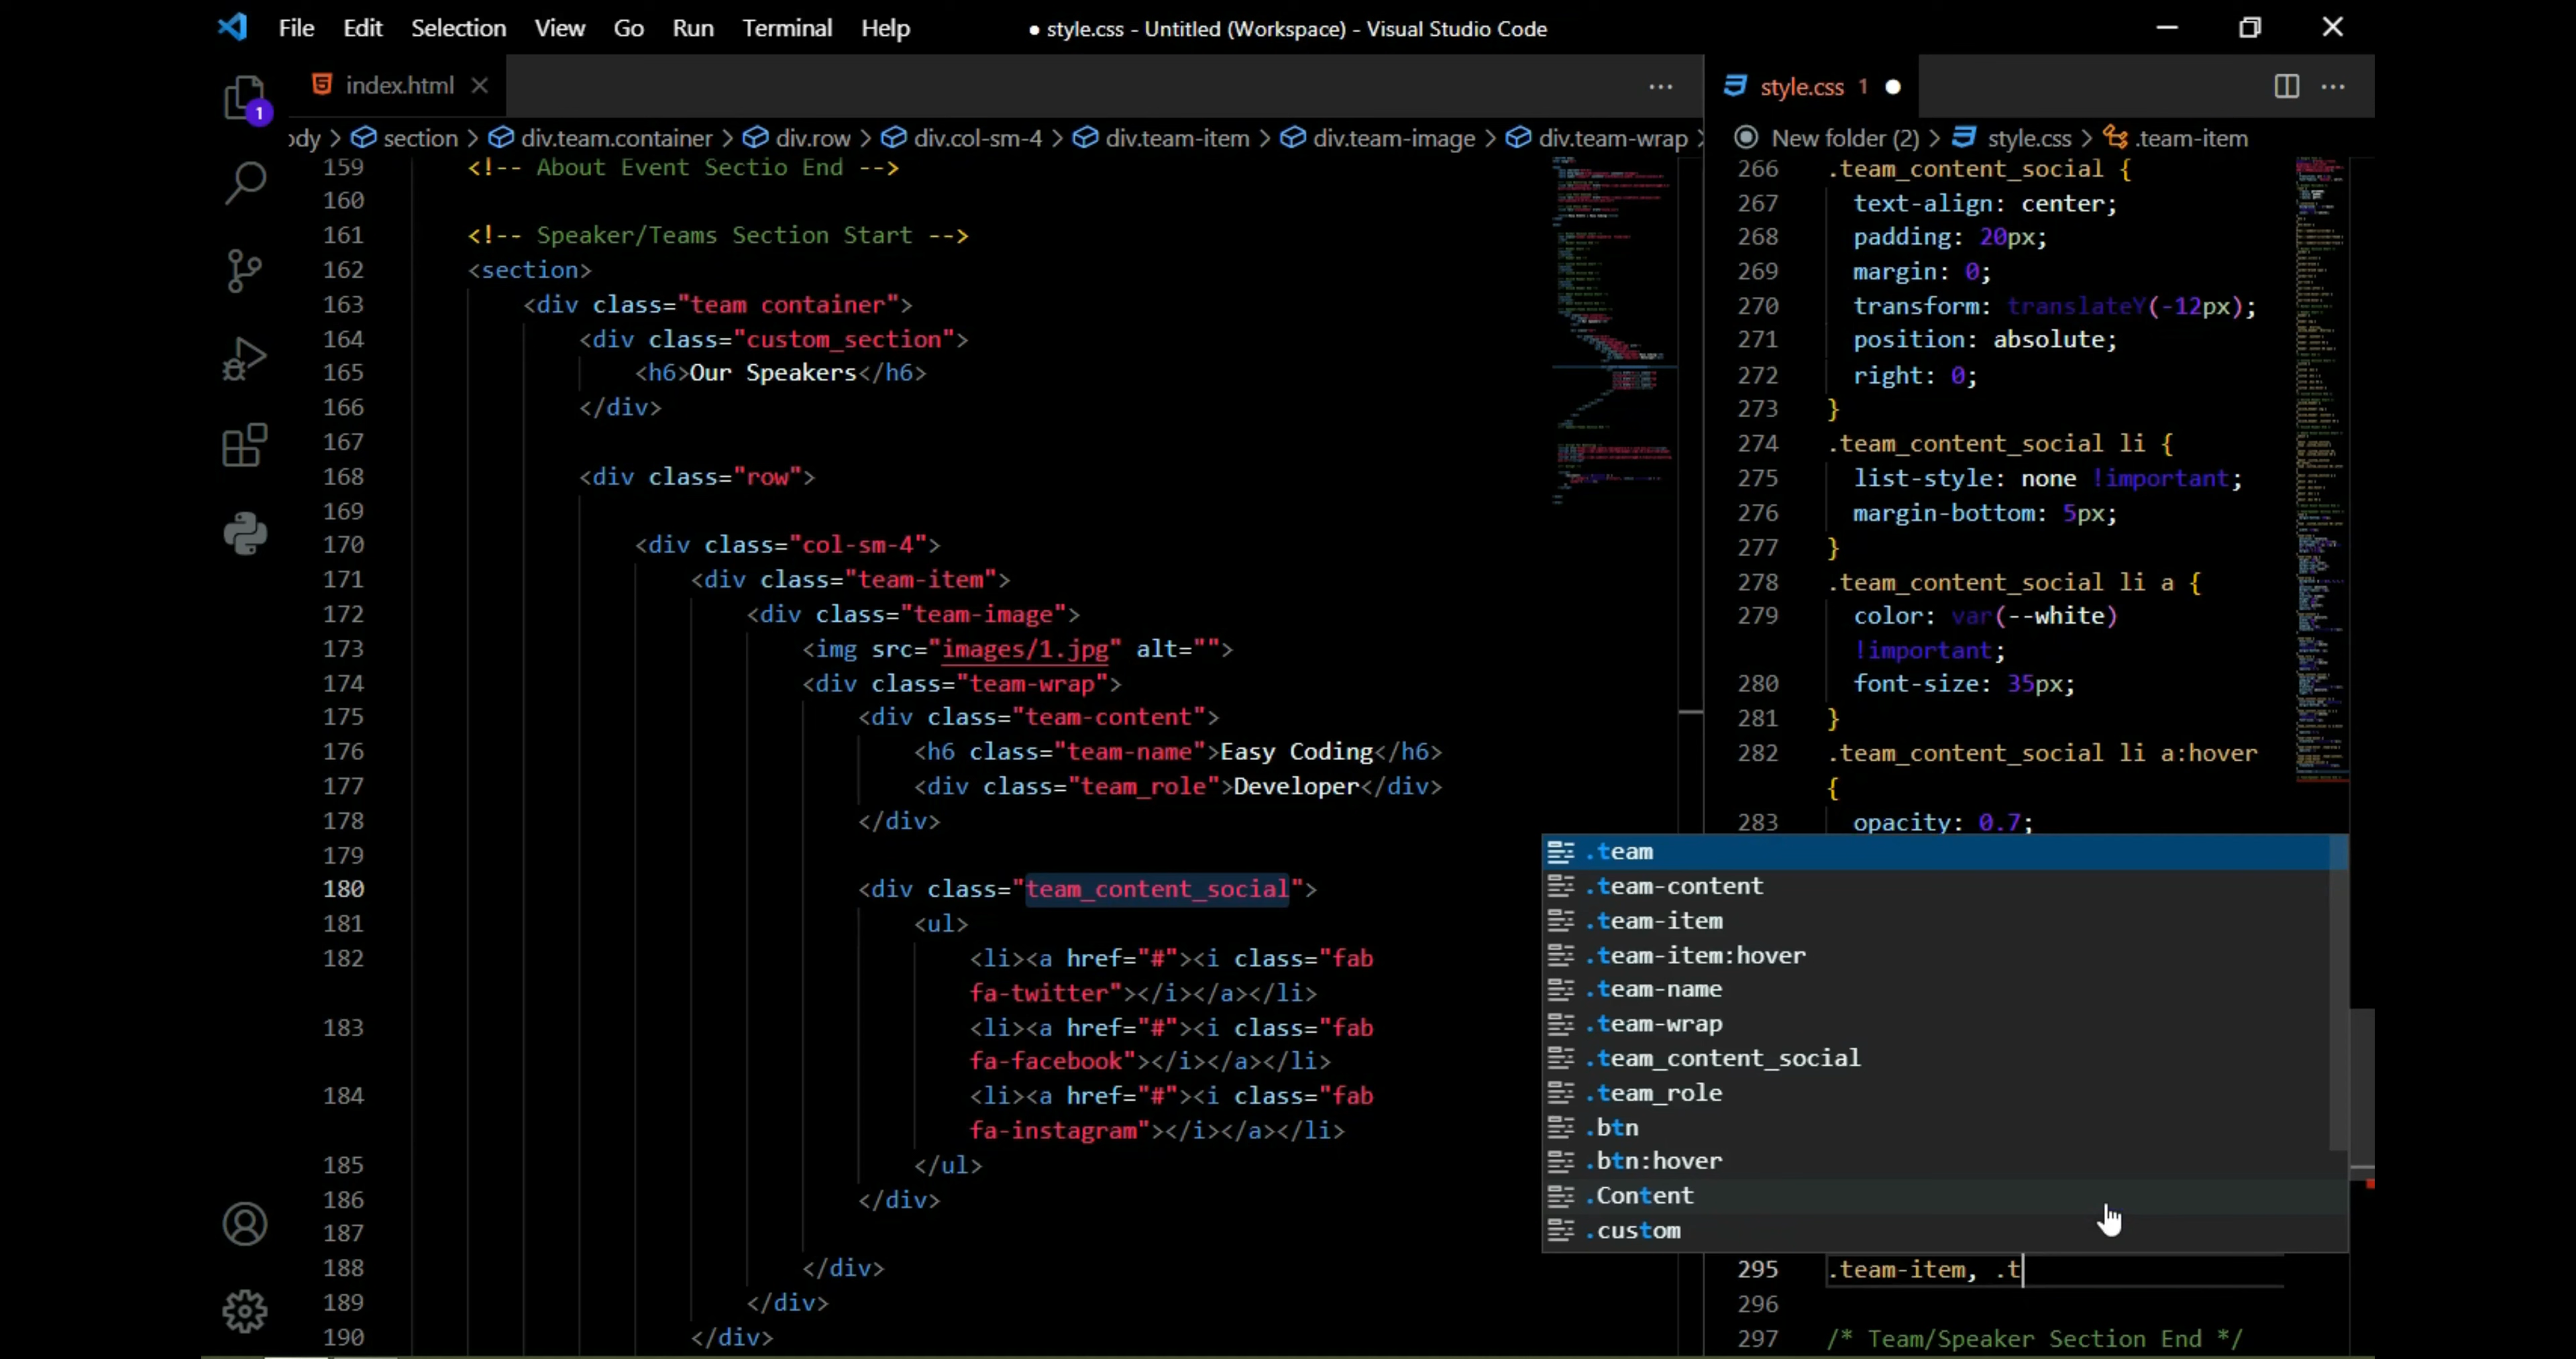 File Edit Selection View Go Run Terminal Help
● style.css - Untitled (Workspace) - Visual Studio Code
1
index.html
ody > section > div.team.container > div.row > div.col-sm-4 > div.team-item > div.team-image > div.team-wrap >
159 <!-- About Event Sectio End -->
160
161 <!-- Speaker/Teams Section Start -->
162 <section>
163 <div class="team container">
164 <div class="custom_section">
165 <h6>Our Speakers</h6>
166 </div>
167
168 <div class="row">
169
170 <div class="col-sm-4">
171 <div class="team-item">
172 <div class="team-image">
173 <img src="images/1.jpg" alt="">
174 <div class="team-wrap">
175 <div class="team-content">
176 <h6 class="team-name">Easy Coding</h6>
177 <div class="team_role">Developer</div>
178 </div>
179
180 <div class="team_content_social">
181 <ul>
182 <li><a href="#"><i class="fab
fa-twitter"></i></a></li>
183 <li><a href="#"><i class="fab
fa-facebook"></i></a></li>
184 <li><a href="#"><i class="fab
fa-instagram"></i></a></li>
185 </ul>
186 </div>
187
188 </div>
189 </div>
190 </div>
style.css 1 ●
New folder (2) > style.css > .team-item
266 .team_content_social {
267 text-align: center;
268 padding: 20px;
269 margin: 0;
270 transform: translateY(-12px);
271 position: absolute;
272 right: 0;
273 }
274 .team_content_social li {
275 list-style: none !important;
276 margin-bottom: 5px;
277 }
278 .team_content_social li a {
279 color: var(--white)
!important;
280 font-size: 35px;
281 }
282 .team_content_social li a:hover
{
283 opacity: 0.7;
.team
.team-content
.team-item
.team-item:hover
.team-name
.team-wrap
.team_content_social
.team_role
.btn
.btn:hover
.Content
.custom
295 .team-item, .t
296
297 /* Team/Speaker Section End */